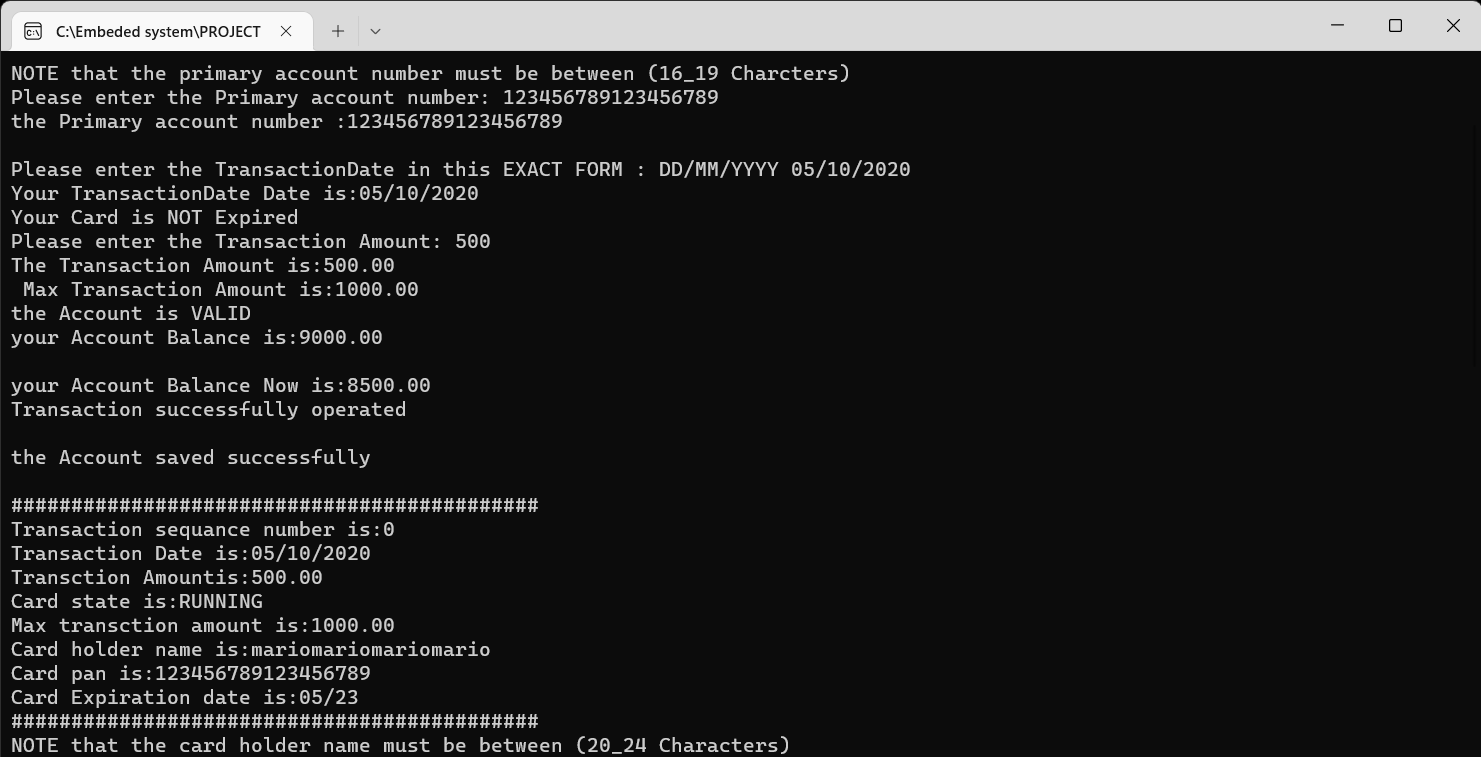 C:\Embeded system\PROJECT
NOTE that the primary account number must be between (16_19 Charcters)
Please enter the Primary account number: 123456789123456789
the Primary account number :123456789123456789
Please enter the TransactionDate in this EXACT FORM : DD/MM/YYYY 05/10/2020
Your TransactionDate Date is:05/10/2020
Your Card is NOT Expired
Please enter the Transaction Amount: 500
The Transaction Amount is:500.00
Max Transaction Amount is:1000.00
the Account is VALID
your Account Balance is:9000.00
your Account Balance Now is:8500.00
Transaction successfully operated
the Account saved successfully
############################################
Transaction sequance number is:0
Transaction Date is:05/10/2020
Transction Amountis:500.00
Card state is:RUNNING
Max transction amount is:1000.00
Card holder name is:mariomariomariomario
Card pan is:123456789123456789
Card Expiration date is:05/23
############################################
NOTE that the card holder name must be between (20_24 Characters)